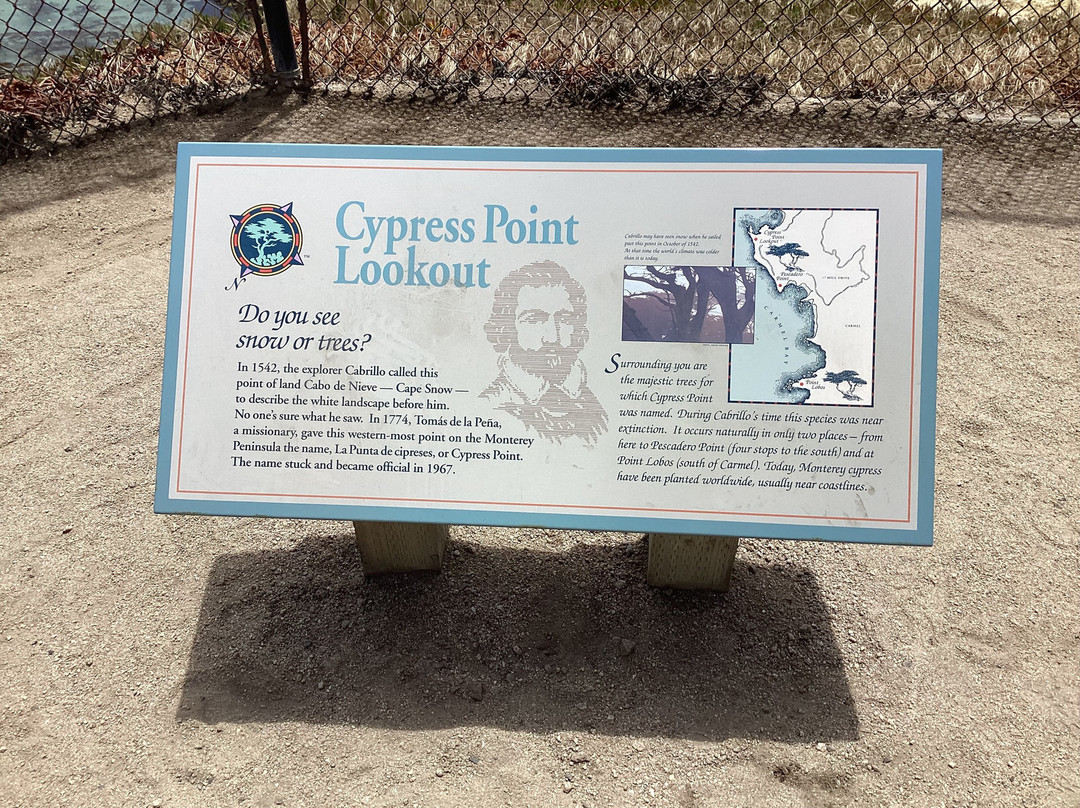 Cypress Point
Lookout
N
™
Do you see
snow or trees?
In 1542, the explorer Cabrillo called this
point of land Cabo de Nieve — Cape Snow —
to describe the white landscape before him.
No one's sure what he saw. In 1774, Tomás de la Peña,
a missionary, gave this western-most point on the Monterey
Peninsula the name, La Punta de cipreses, or Cypress Point.
The name stuck and became official in 1967.
Cabrillo may have seen snow when he sailed
past this point in October of 1542.
At that time the world's climate was colder
than it is today.
Surrounding you are
the majestic trees for
which Cypress Point
was named. During Cabrillo's time this species was near
extinction. It occurs naturally in only two places – from
here to Pescadero Point (four stops to the south) and at
Point Lobos (south of Carmel). Today, Monterey cypress
have been planted worldwide, usually near coastlines.
Cypress
Point
Lookout
Pescadero
Point
17 MILE DRIVE
CARMEL BAY
CARMEL
Point
Lobos